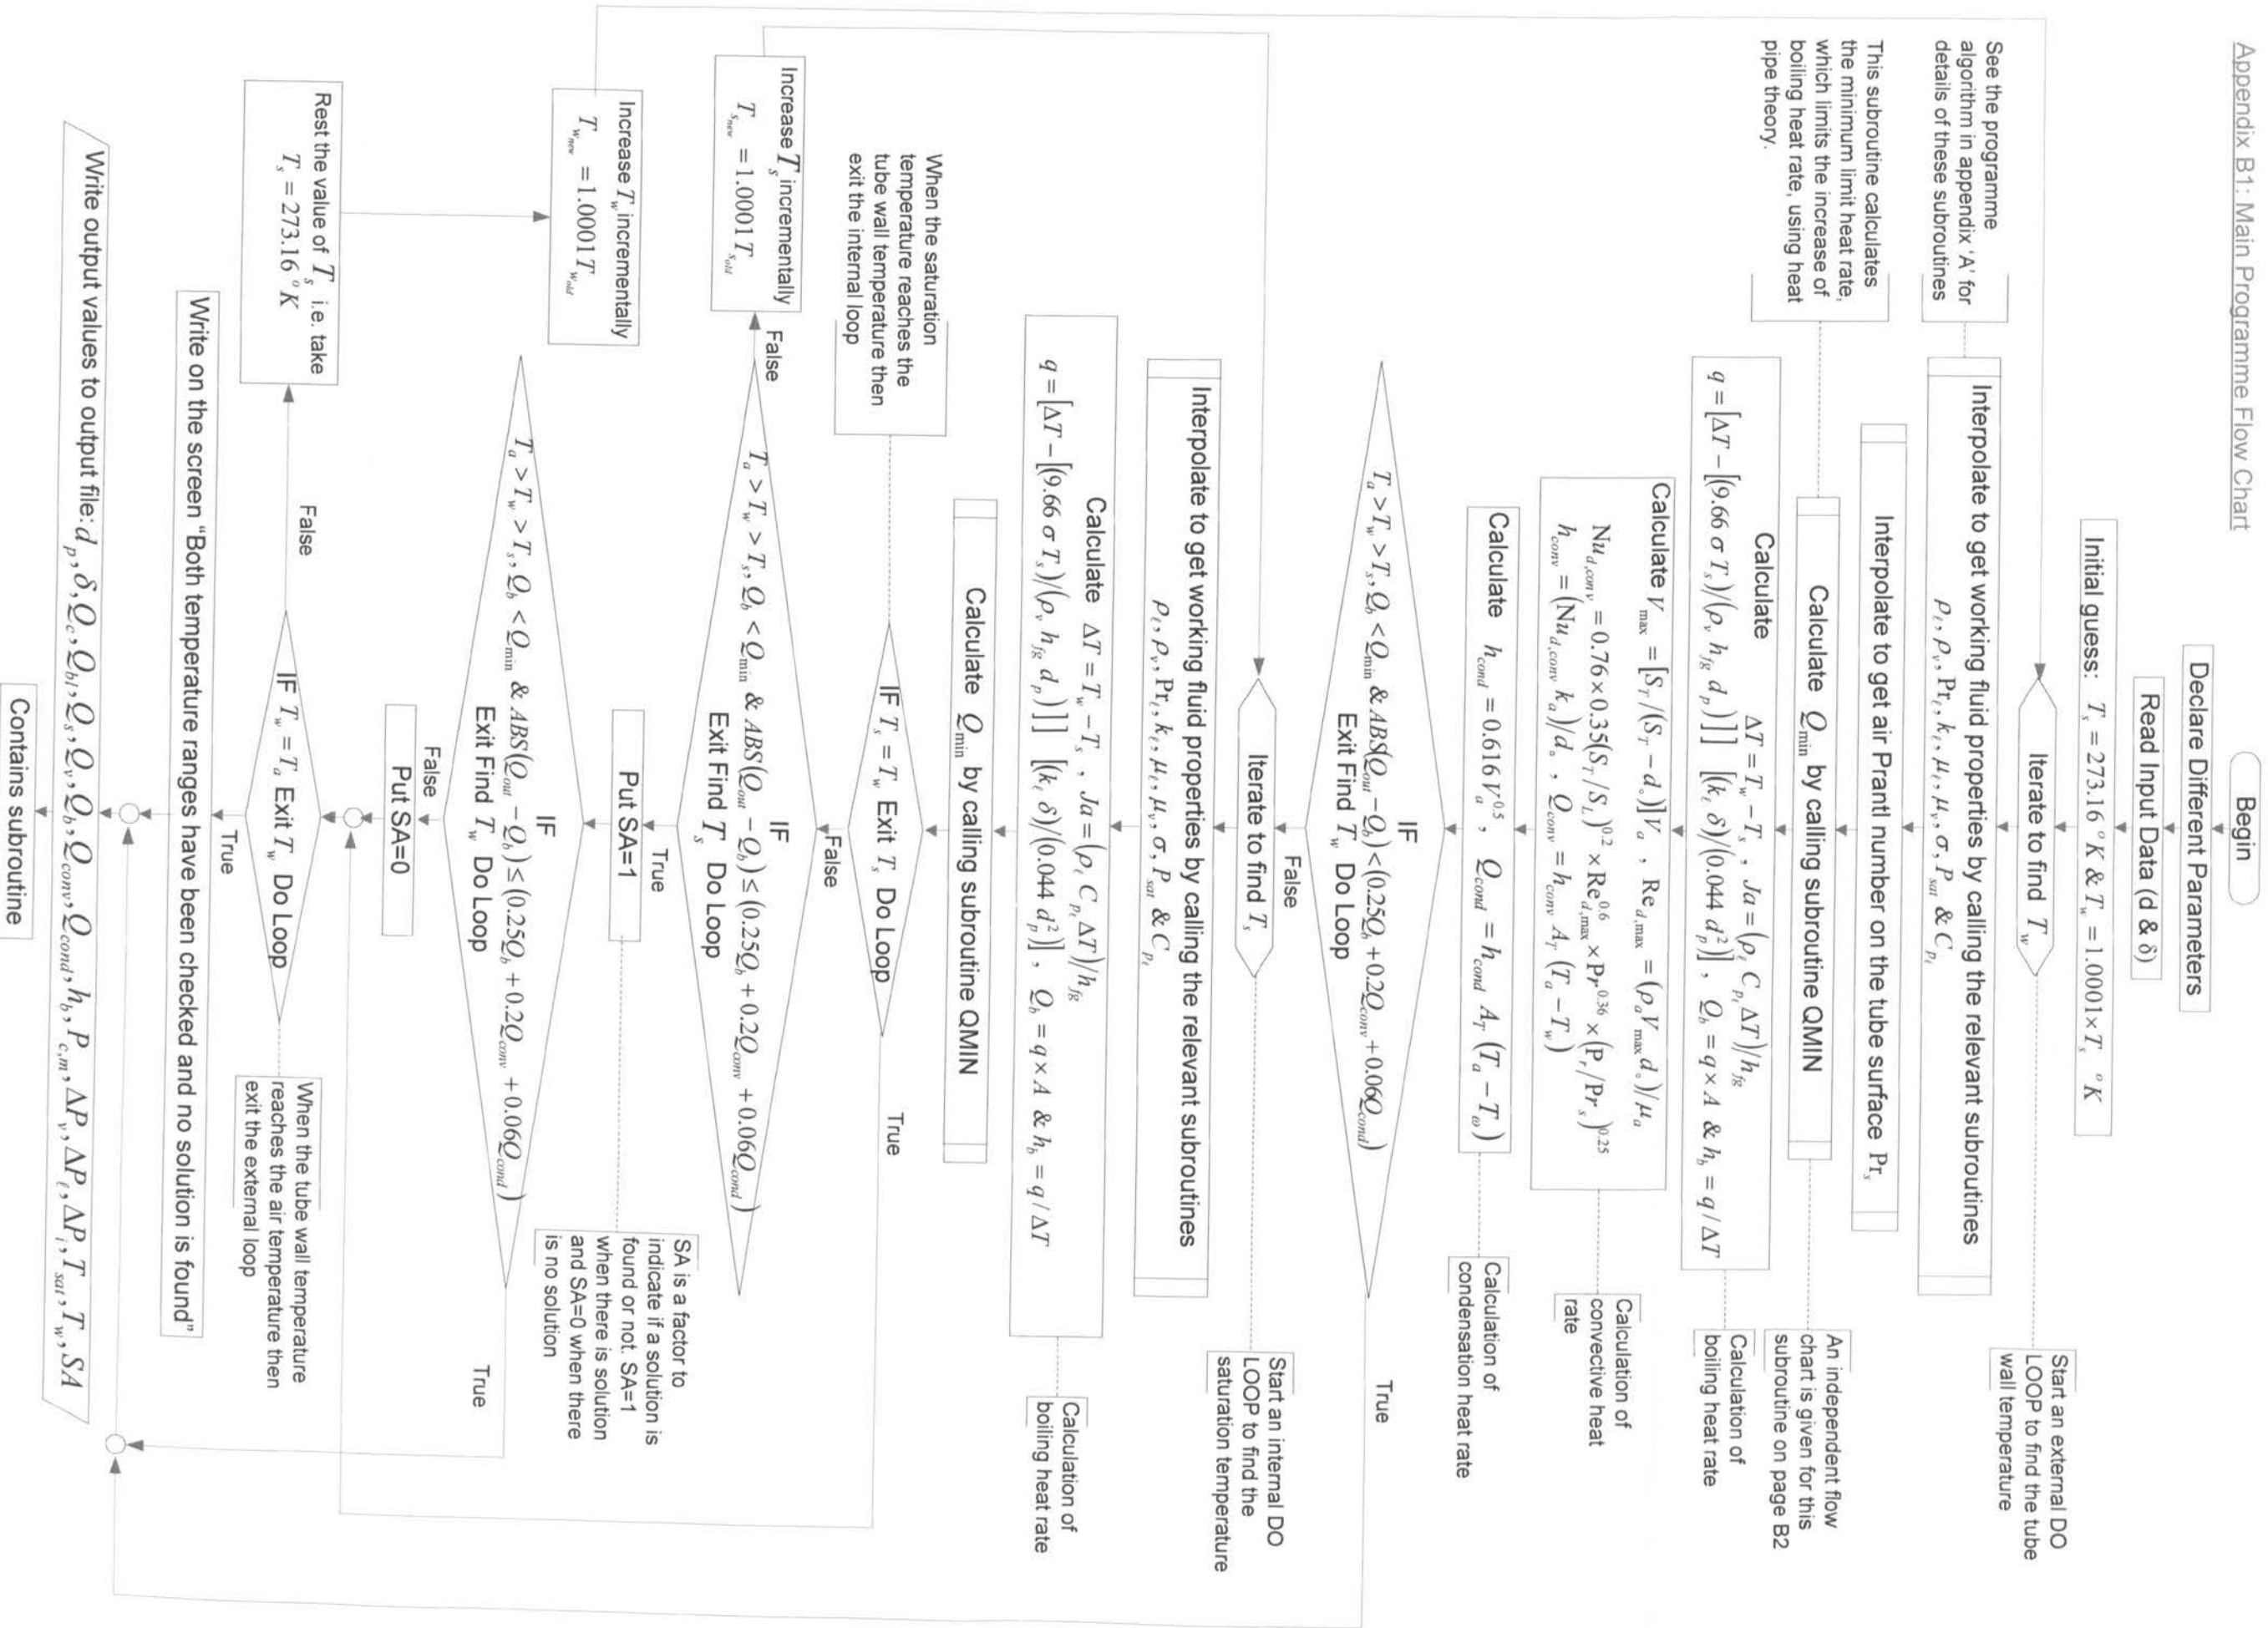 Appendix B1: Main Programme Flow Chart
Begin
Declare Different Parameters
Read Input Data (d & δ)
Initial guess: T_s = 273.16 °K & T_w = 1.0001×T_s °K
Iterate to find T_w
Start an external DO
LOOP to find the tube
wall temperature
See the programme
algorithm in appendix 'A' for
details of these subroutines
Interpolate to get working fluid properties by calling the relevant subroutines
ρ_ℓ, ρ_v, Pr_ℓ, k_ℓ, μ_ℓ, μ_v, σ, P_sat & C_pℓ
Interpolate to get air Prantl number on the tube surface Pr_s
This subroutine calculates
the minimum limit heat rate,
which limits the increase of
boiling heat rate, using heat
pipe theory.
Calculate Q_min by calling subroutine QMIN
An independent flow
chart is given for this
subroutine on page B2
Calculate ΔT = T_w − T_s , Ja = (ρ_ℓ C_pℓ ΔT)/h_fg
q = [ΔT − [(9.66 σ T_s)/(ρ_v h_fg d_p)]] [(k_ℓ δ)/(0.044 d_p^2)] , Q_b = q × A & h_b = q / ΔT
Calculation of
boiling heat rate
Calculate V_max = [S_T /(S_T − d_o)]V_a , Re_d,max = (ρ_a V_max d_o)/μ_a
Nu_d,conv = 0.76×0.35(S_T / S_L)^0.2 × Re_d,max^0.6 × Pr^0.36 × (P_r /Pr_s)^0.25
h_conv = (Nu_d,conv k_a)/d_o , Q_conv = h_conv A_T (T_a − T_w)
Calculation of
convective heat
rate
Calculate h_cond = 0.616 V_a^0.5 , Q_cond = h_cond A_T (T_a − T_ω)
Calculation of
condensation heat rate
IF
T_a > T_w > T_s, Q_b < Q_min & ABS(Q_out − Q_b) < (0.25Q_b + 0.2Q_conv + 0.06Q_cond)
Exit Find T_w Do Loop
True
False
Iterate to find T_s
Start an internal DO
LOOP to find the
saturation temperature
Interpolate to get working fluid properties by calling the relevant subroutines
ρ_ℓ, ρ_v, Pr_ℓ, k_ℓ, μ_ℓ, μ_v, σ, P_sat & C_pℓ
Calculate ΔT = T_w − T_s , Ja = (ρ_ℓ C_pℓ ΔT)/h_fg
q = [ΔT − [(9.66 σ T_s)/(ρ_v h_fg d_p)]] [(k_ℓ δ)/(0.044 d_p^2)] , Q_b = q × A & h_b = q / ΔT
Calculation of
boiling heat rate
Calculate Q_min by calling subroutine QMIN
When the saturation
temperature reaches the
tube wall temperature then
exit the internal loop
IF T_s = T_w Exit T_s Do Loop
True
False
Increase T_s incrementally
T_s_new = 1.0001 T_s_old
False
IF
T_a > T_w > T_s, Q_b < Q_min & ABS(Q_out − Q_b) ≤ (0.25Q_b + 0.2Q_conv + 0.06Q_cond)
Exit Find T_s Do Loop
True
Put SA=1
SA is a factor to
indicate if a solution is
found or not. SA=1
when there is solution
and SA=0 when there
is no solution
Increase T_w incrementally
T_w_new = 1.0001 T_w_old
IF
T_a > T_w > T_s, Q_b < Q_min & ABS(Q_out − Q_b) ≤ (0.25Q_b + 0.2Q_conv + 0.06Q_cond)
Exit Find T_w Do Loop
True
False
Put SA=0
Rest the value of T_s i.e. take
T_s = 273.16 °K
False
IF T_w = T_a Exit T_w Do Loop
When the tube wall temperature
reaches the air temperature then
exit the external loop
True
Write on the screen "Both temperature ranges have been checked and no solution is found"
Write output values to output file: d_p, δ, Q_c, Q_bl, Q_s, Q_v, Q_b, Q_conv, Q_cond, h_b, P_c,m, ΔP_v, ΔP_ℓ, ΔP_i, T_sat, T_w, SA
Contains subroutine